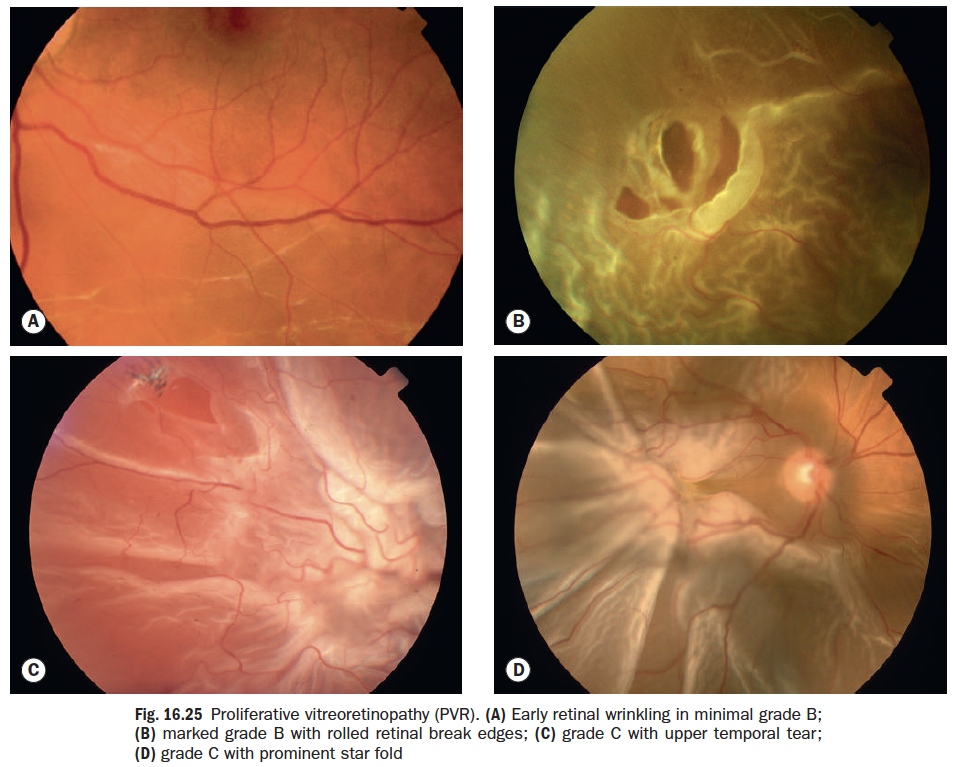 A
B
C
D
Fig. 16.25 Proliferative vitreoretinopathy (PVR). (A) Early retinal wrinkling in minimal grade B;
(B) marked grade B with rolled retinal break edges; (C) grade C with upper temporal tear;
(D) grade C with prominent star fold